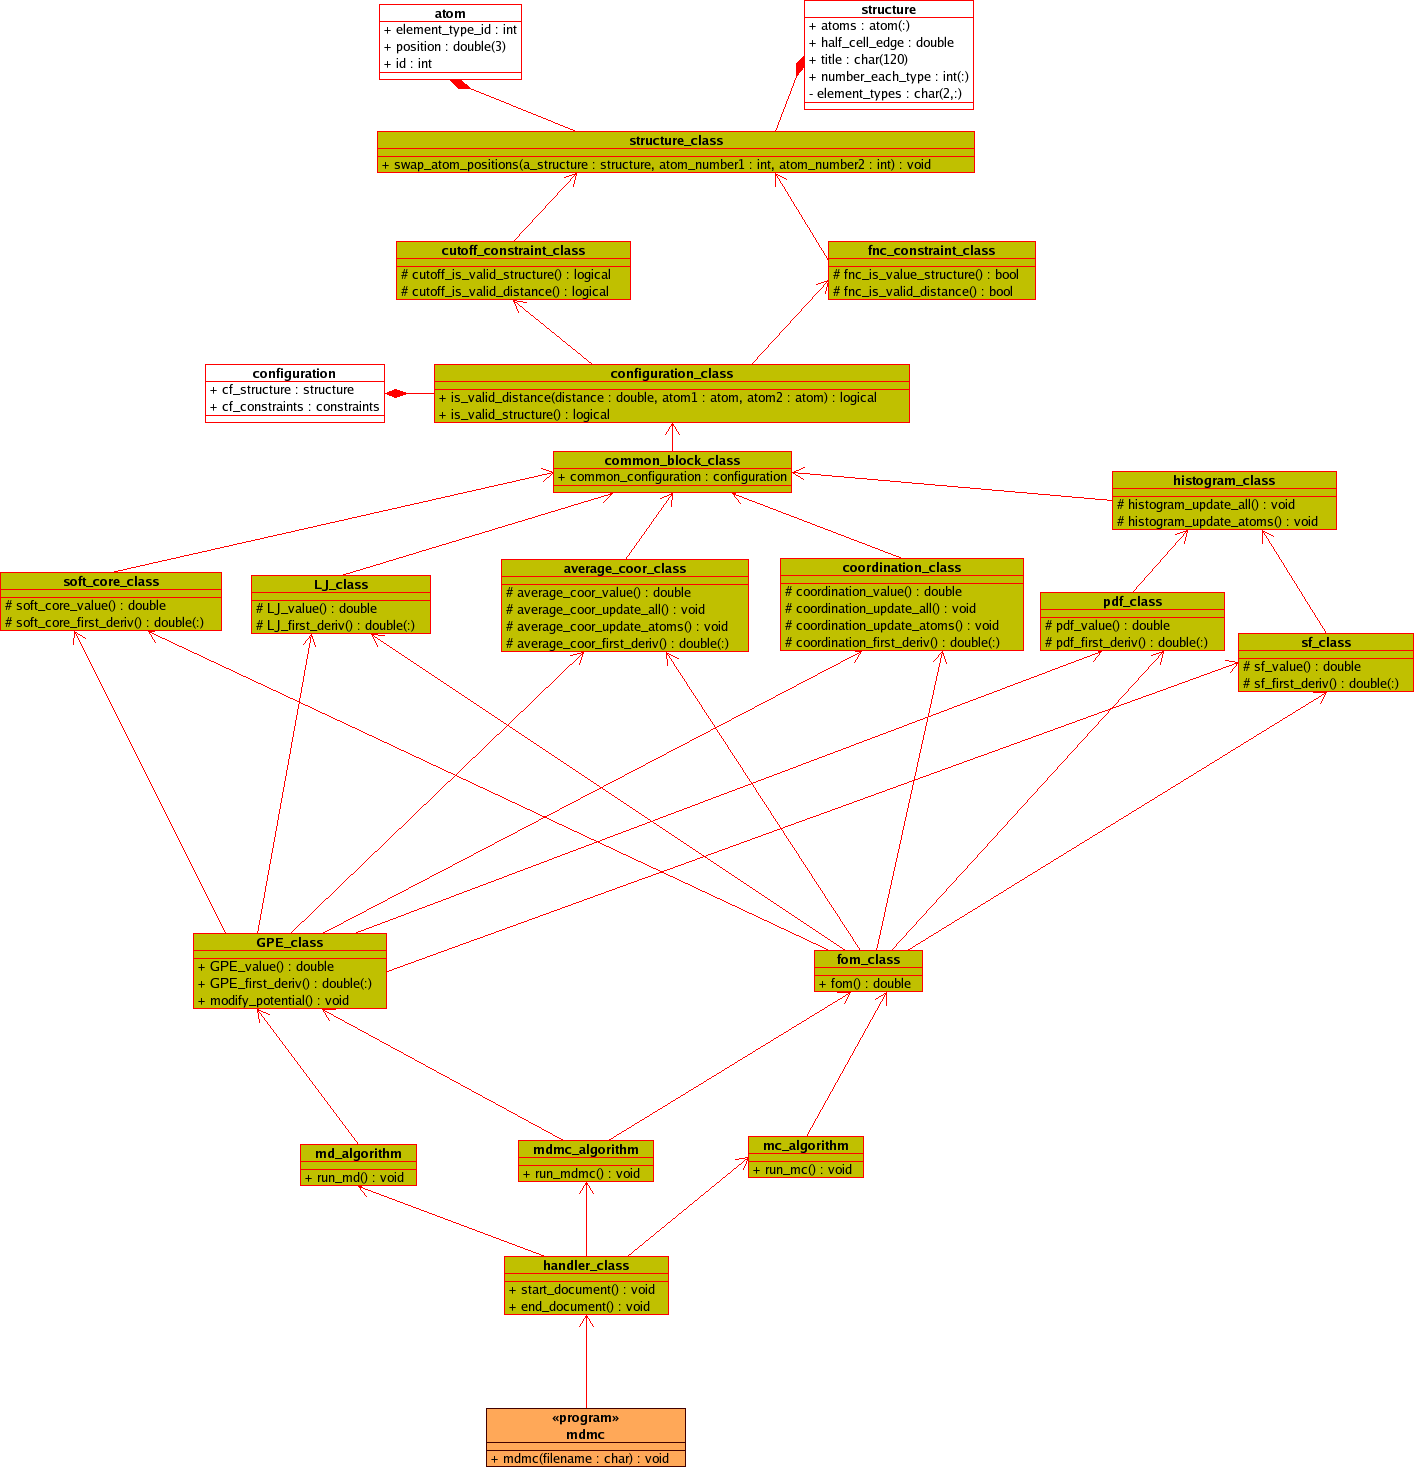 atom
+ element_type_id : int
+ position : double(3)
+ id : int
structure
+ atoms : atom(:)
+ half_cell_edge : double
+ title : char(120)
+ number_each_type : int(:)
- element_types : char(2,:)
structure_class
+ swap_atom_positions(a_structure : structure, atom_number1 : int, atom_number2 : int) : void
cutoff_constraint_class
# cutoff_is_valid_structure() : logical
# cutoff_is_valid_distance() : logical
fnc_constraint_class
# fnc_is_value_structure() : bool
# fnc_is_valid_distance() : bool
configuration
+ cf_structure : structure
+ cf_constraints : constraints
configuration_class
+ is_valid_distance(distance : double, atom1 : atom, atom2 : atom) : logical
+ is_valid_structure() : logical
common_block_class
+ common_configuration : configuration
histogram_class
# histogram_update_all() : void
# histogram_update_atoms() : void
soft_core_class
# soft_core_value() : double
# soft_core_first_deriv() : double(:)
LJ_class
# LJ_value() : double
# LJ_first_deriv() : double(:)
average_coor_class
# average_coor_value() : double
# average_coor_update_all() : void
# average_coor_update_atoms() : void
# average_coor_first_deriv() : double(:)
coordination_class
# coordination_value() : double
# coordination_update_all() : void
# coordination_update_atoms() : void
# coordination_first_deriv() : double(:)
pdf_class
# pdf_value() : double
# pdf_first_deriv() : double(:)
sf_class
# sf_value() : double
# sf_first_deriv() : double(:)
GPE_class
+ GPE_value() : double
+ GPE_first_deriv() : double(:)
+ modify_potential() : void
fom_class
+ fom() : double
md_algorithm
+ run_md() : void
mdmc_algorithm
+ run_mdmc() : void
mc_algorithm
+ run_mc() : void
handler_class
+ start_document() : void
+ end_document() : void
«program»
mdmc
+ mdmc(filename : char) : void